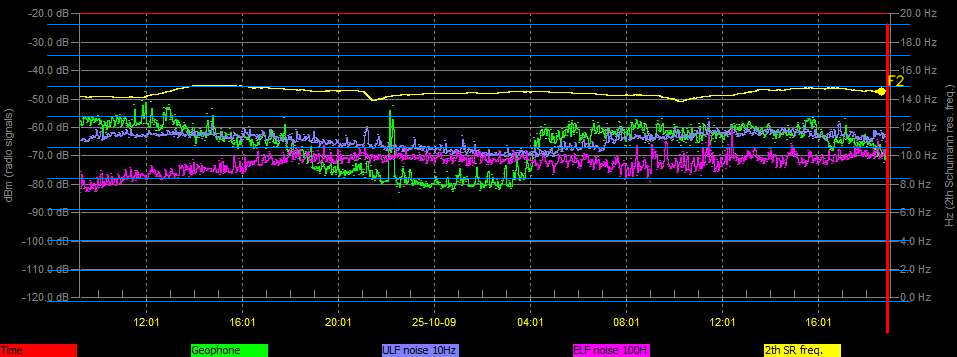 -20.0 dB 20.0 Hz
-30.0 dB 18.0 Hz
-40.0 dB 16.0 Hz
F2
-50.0 dB 14.0 Hz
-60.0 dB 12.0 Hz
-70.0 dB 10.0 Hz
-80.0 dB 8.0 Hz
-90.0 dB 6.0 Hz
-100.0 dB 4.0 Hz
-110.0 dB 2.0 Hz
-120.0 dB 0.0 Hz
dBm (radio signals)
Hz (2th Schumann res. freq.)
12:01 16:01 20:01 25-10-09 04:01 08:01 12:01 16:01
Time Geophone ULF noise 10Hz ELF noise 100H 2th SR freq.